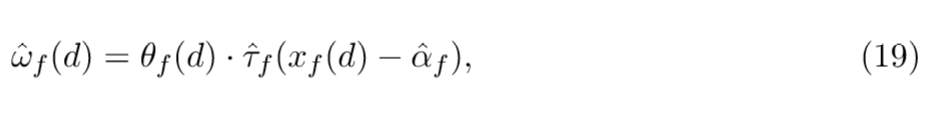 ω̂_f(d) = θ_f(d) · τ̂_f(x_f(d) − α̂_f), (19)